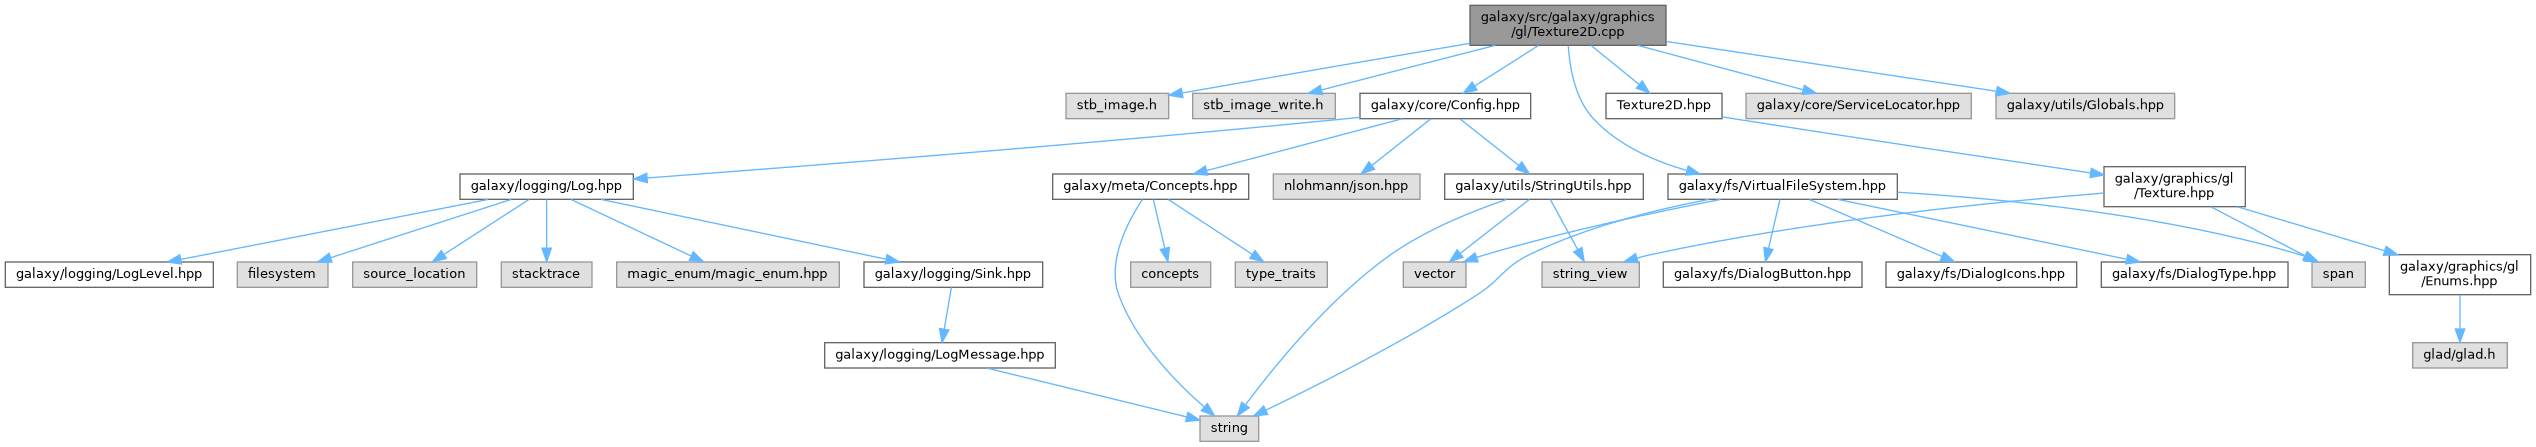 galaxy/src/galaxy/graphics
/gl/Texture2D.cpp
stb_image.h
stb_image_write.h
galaxy/core/Config.hpp
Texture2D.hpp
galaxy/core/ServiceLocator.hpp
galaxy/utils/Globals.hpp
galaxy/logging/Log.hpp
galaxy/meta/Concepts.hpp
nlohmann/json.hpp
galaxy/utils/StringUtils.hpp
galaxy/fs/VirtualFileSystem.hpp
galaxy/graphics/gl
/Texture.hpp
galaxy/logging/LogLevel.hpp
filesystem
source_location
stacktrace
magic_enum/magic_enum.hpp
galaxy/logging/Sink.hpp
concepts
type_traits
vector
string_view
galaxy/fs/DialogButton.hpp
galaxy/fs/DialogIcons.hpp
galaxy/fs/DialogType.hpp
span
galaxy/graphics/gl
/Enums.hpp
galaxy/logging/LogMessage.hpp
glad/glad.h
string